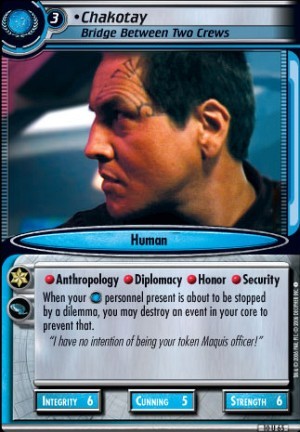 3
•Chakotay
Bridge Between Two Crews
Human
Anthropology Diplomacy Honor Security
When your personnel present is about to be stopped
by a dilemma, you may destroy an event in your core to
prevent that.
"I have no intention of being your token Maquis officer!"
INTEGRITY 6 CUNNING 5 STRENGTH 6